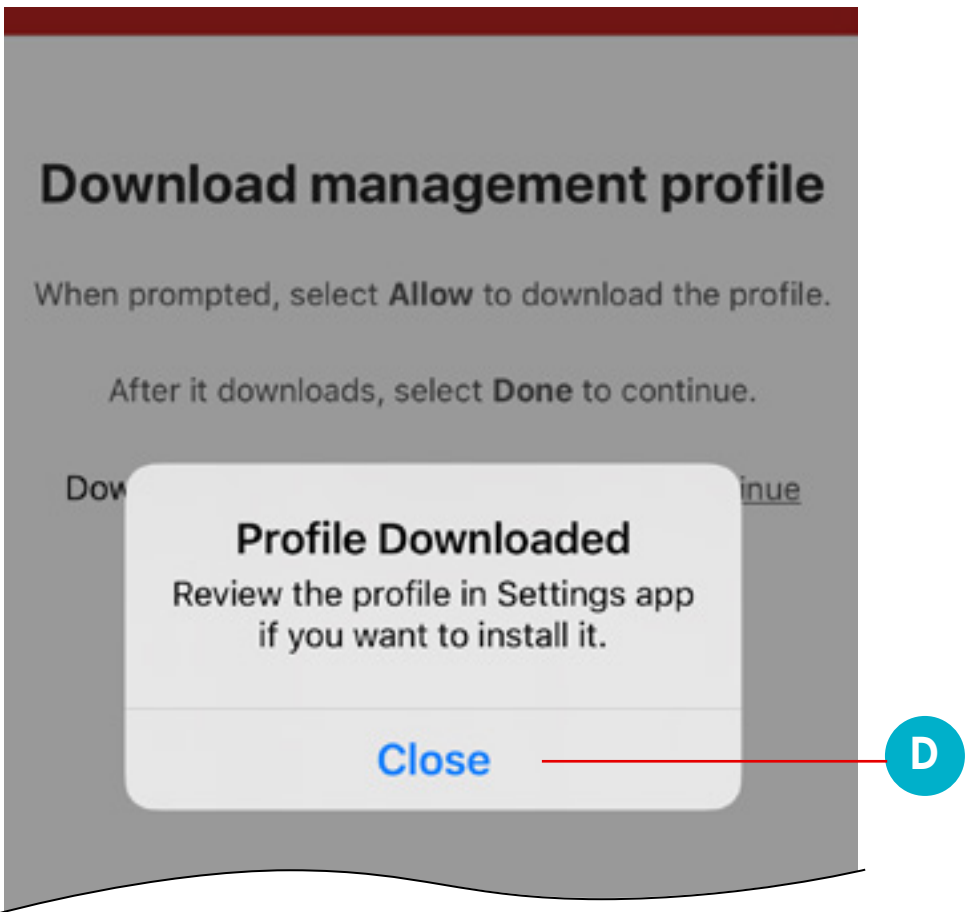 Download management profile
When prompted, select Allow to download the profile.
After it downloads, select Done to continue.
Profile Downloaded
Review the profile in Settings app
if you want to install it.
Close
D